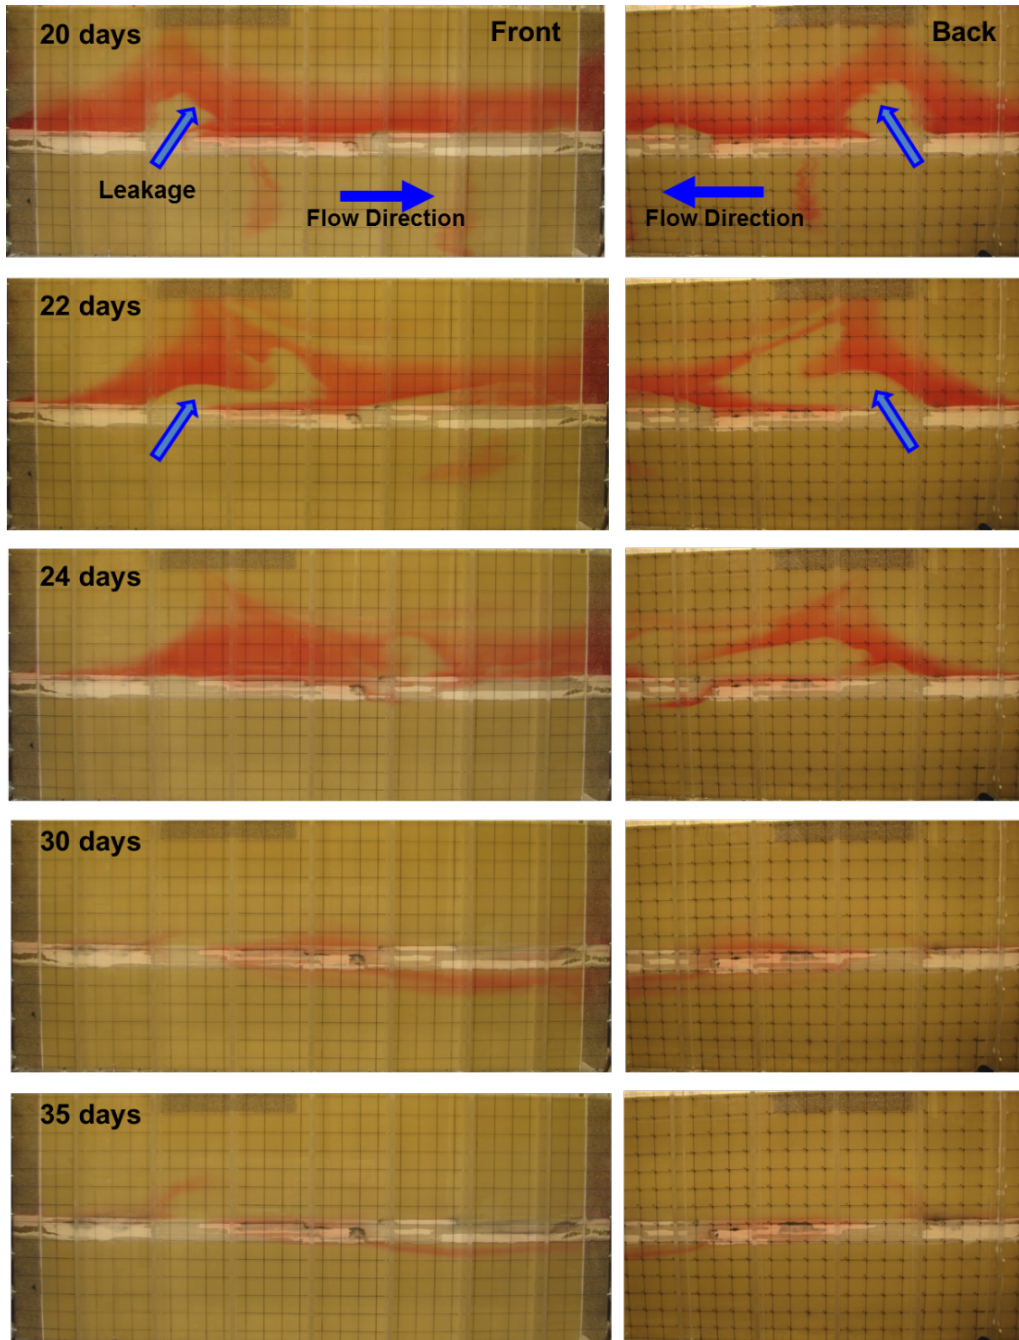 20 days
Front
Back
Leakage
Flow Direction
Flow Direction
22 days
24 days
30 days
35 days